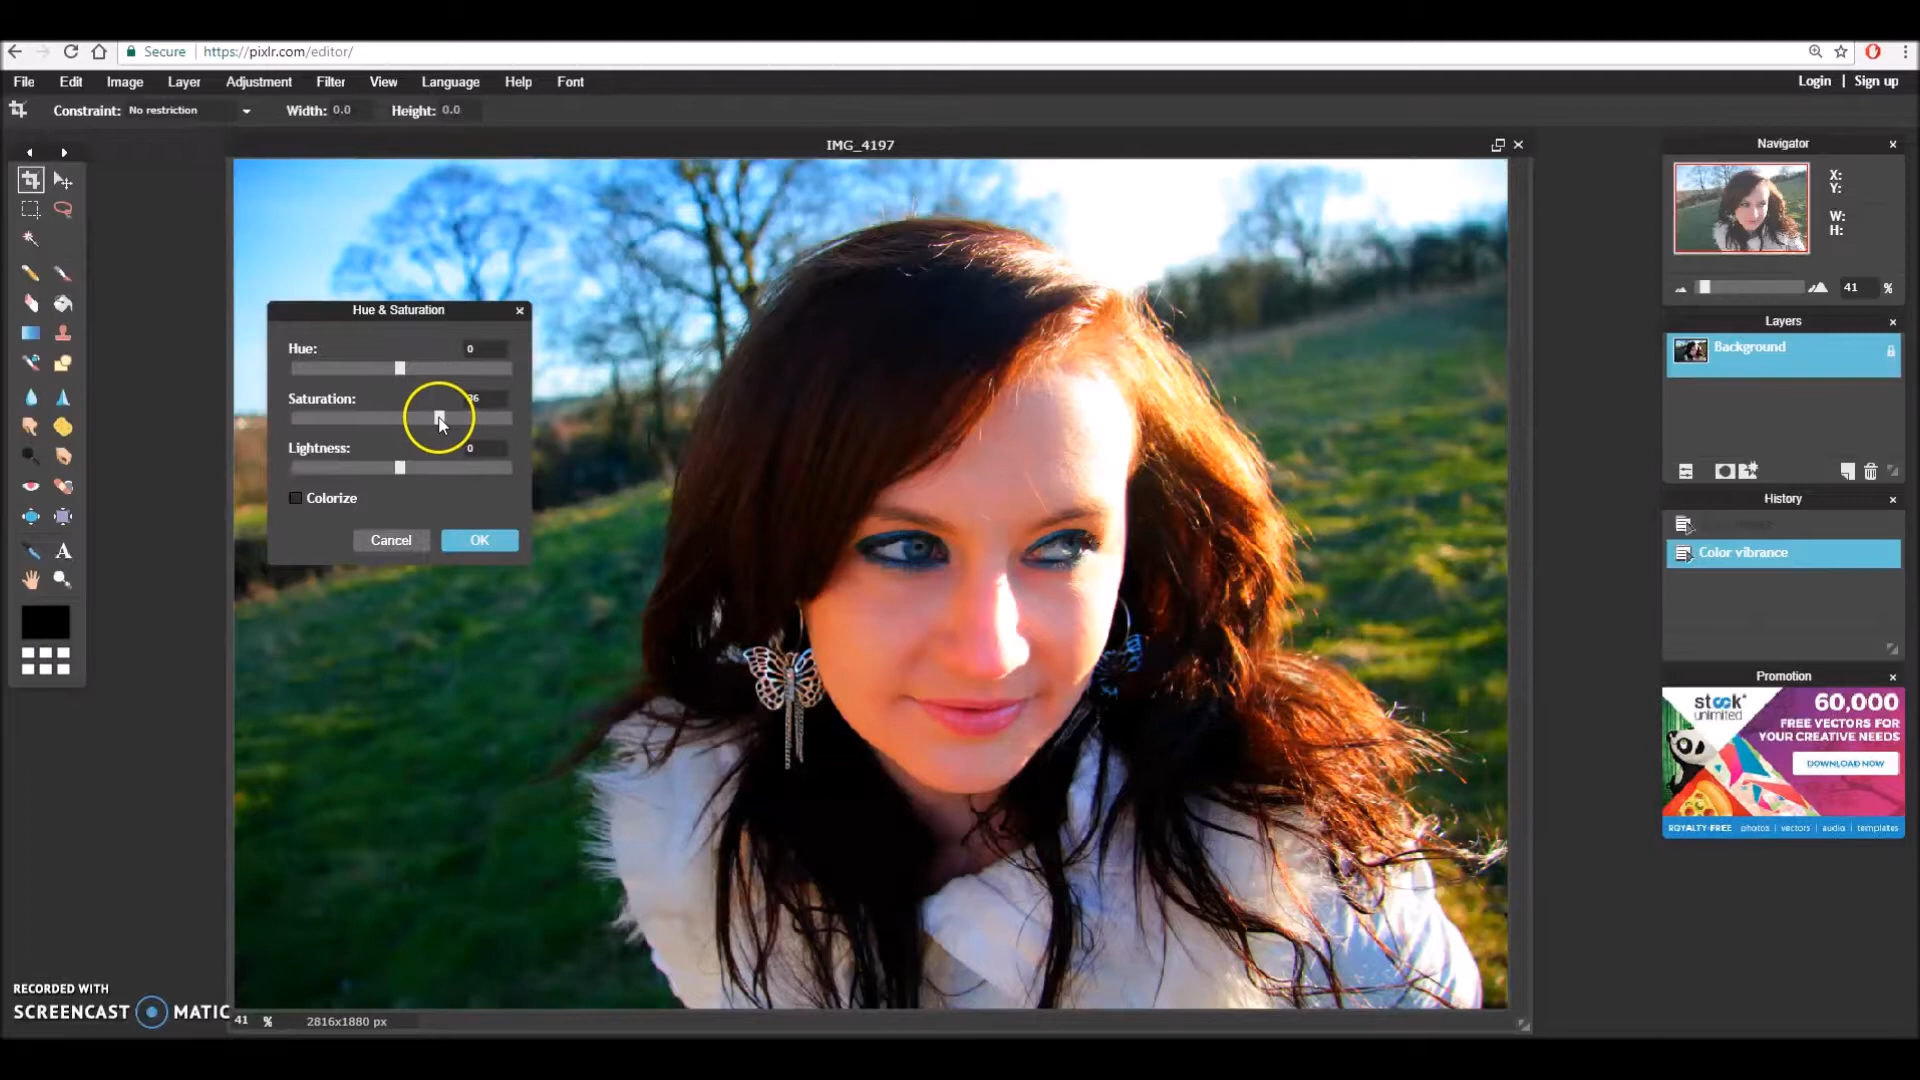 Secure https://pixlr.com/editor/
File Edit Image Layer Adjustment Filter View Language Help Font
Login | Sign up
Constraint: No restriction Width: 0.0 Height: 0.0
IMG_4197
Navigator
X:
Y:
W:
H:
41 %
Hue & Saturation
Hue: 0
Saturation:
Lightness: 0
Colorize
Cancel OK
Layers
Background
History
Color vibrance
Promotion
stock unlimited
60,000
FREE VECTORS FOR
YOUR CREATIVE NEEDS
DOWNLOAD NOW
ROYALTY-FREE photos | vectors | audio | templates
A
RECORDED WITH
SCREENCAST MATIC
41 % 2816x1880 px